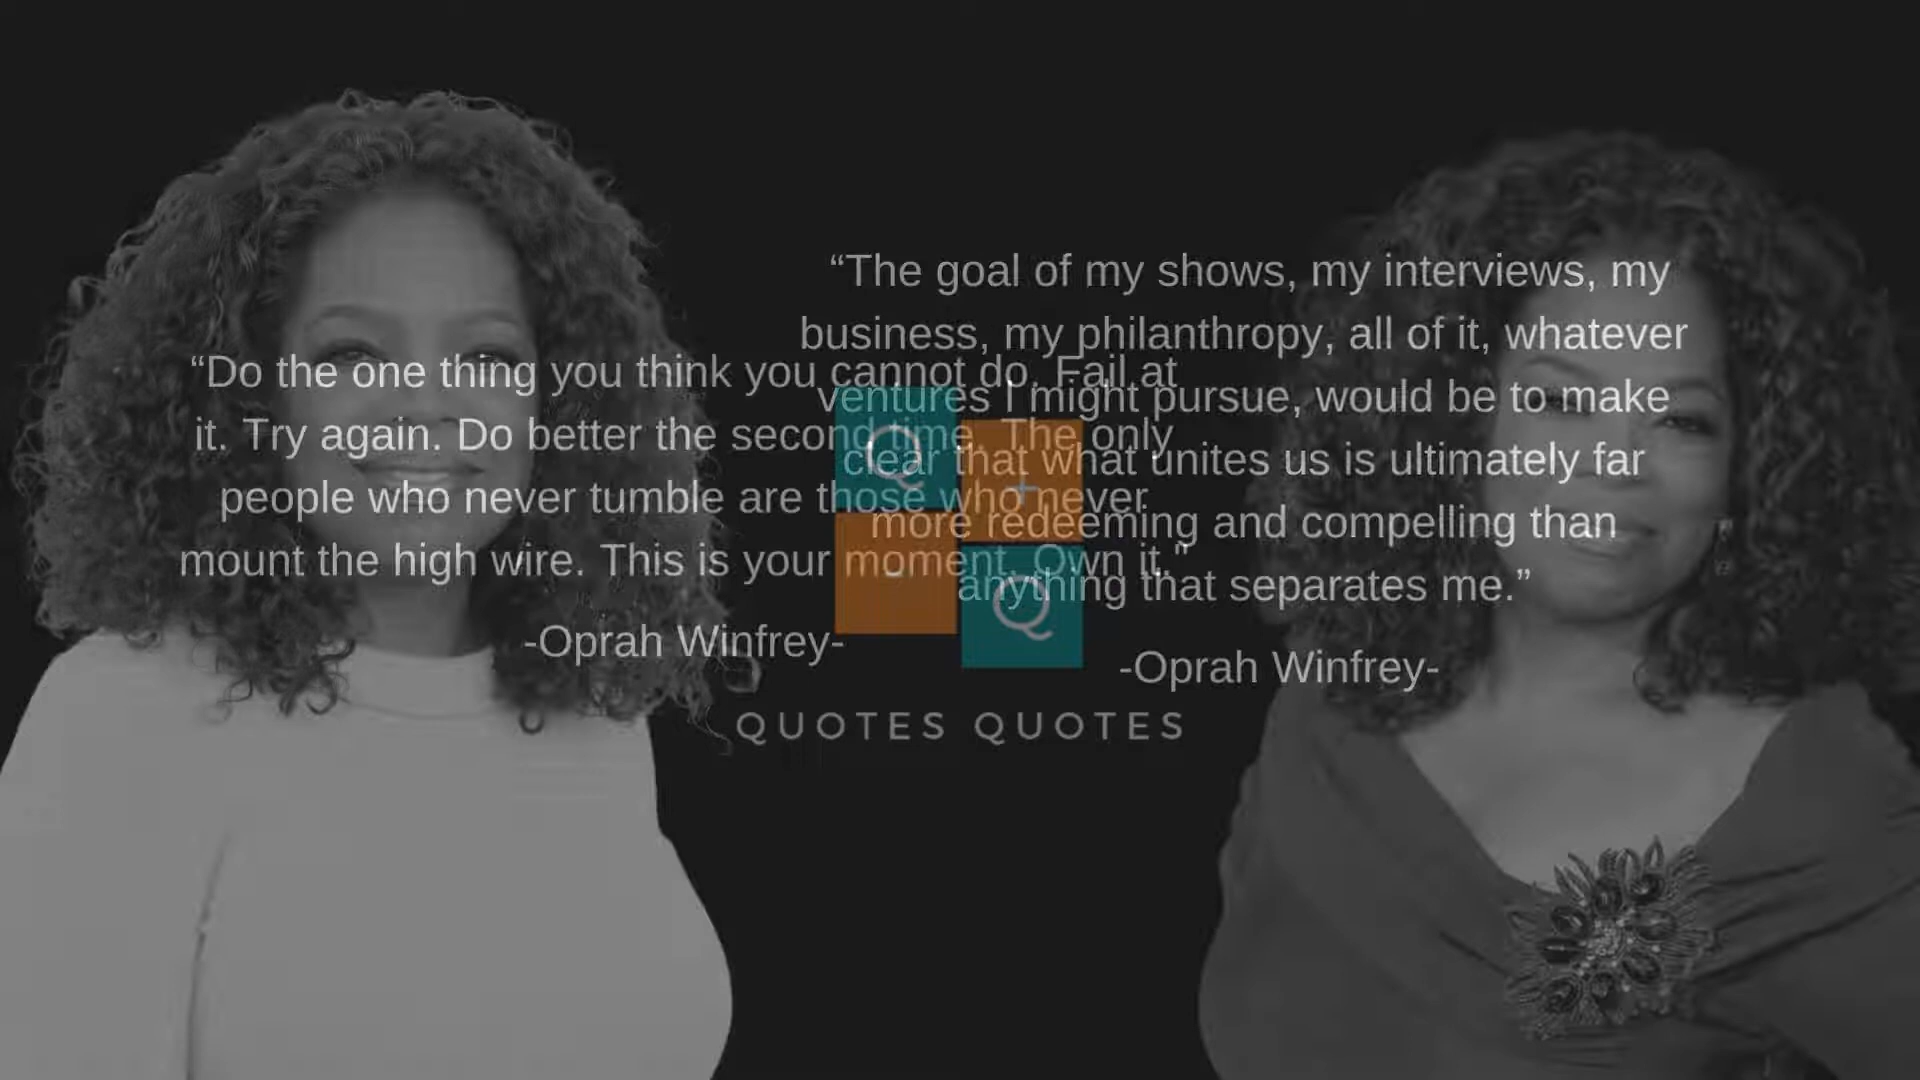 “Do the one thing you think you cannot do. Fail at
it. Try again. Do better the second time. The only
people who never tumble are those who never
mount the high wire. This is your moment. Own it."
-Oprah Winfrey-
“The goal of my shows, my interviews, my
business, my philanthropy, all of it, whatever
ventures I might pursue, would be to make
clear that what unites us is ultimately far
more redeeming and compelling than
anything that separates me.”
-Oprah Winfrey-
Q
+
-
Q
QUOTES QUOTES